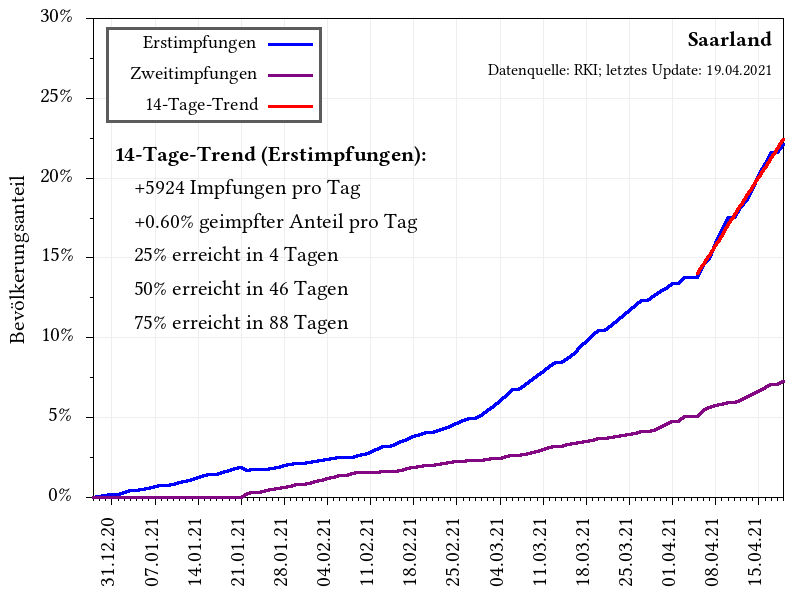 30%
25%
20%
15%
10%
5%
0%
Bevölkerungsanteil
Erstimpfungen
Zweitimpfungen
14-Tage-Trend
Saarland
Datenquelle: RKI; letztes Update: 19.04.2021
14-Tage-Trend (Erstimpfungen):
+5924 Impfungen pro Tag
+0.60% geimpfter Anteil pro Tag
25% erreicht in 4 Tagen
50% erreicht in 46 Tagen
75% erreicht in 88 Tagen
31.12.20
07.01.21
14.01.21
21.01.21
28.01.21
04.02.21
11.02.21
18.02.21
25.02.21
04.03.21
11.03.21
18.03.21
25.03.21
01.04.21
08.04.21
15.04.21